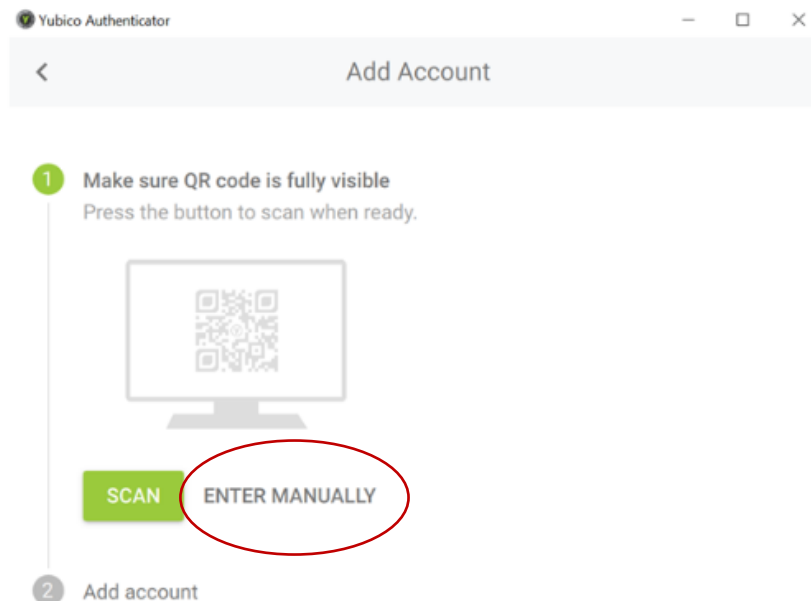 Yubico Authenticator
Add Account
1 Make sure QR code is fully visible
Press the button to scan when ready.
SCAN ENTER MANUALLY
2 Add account